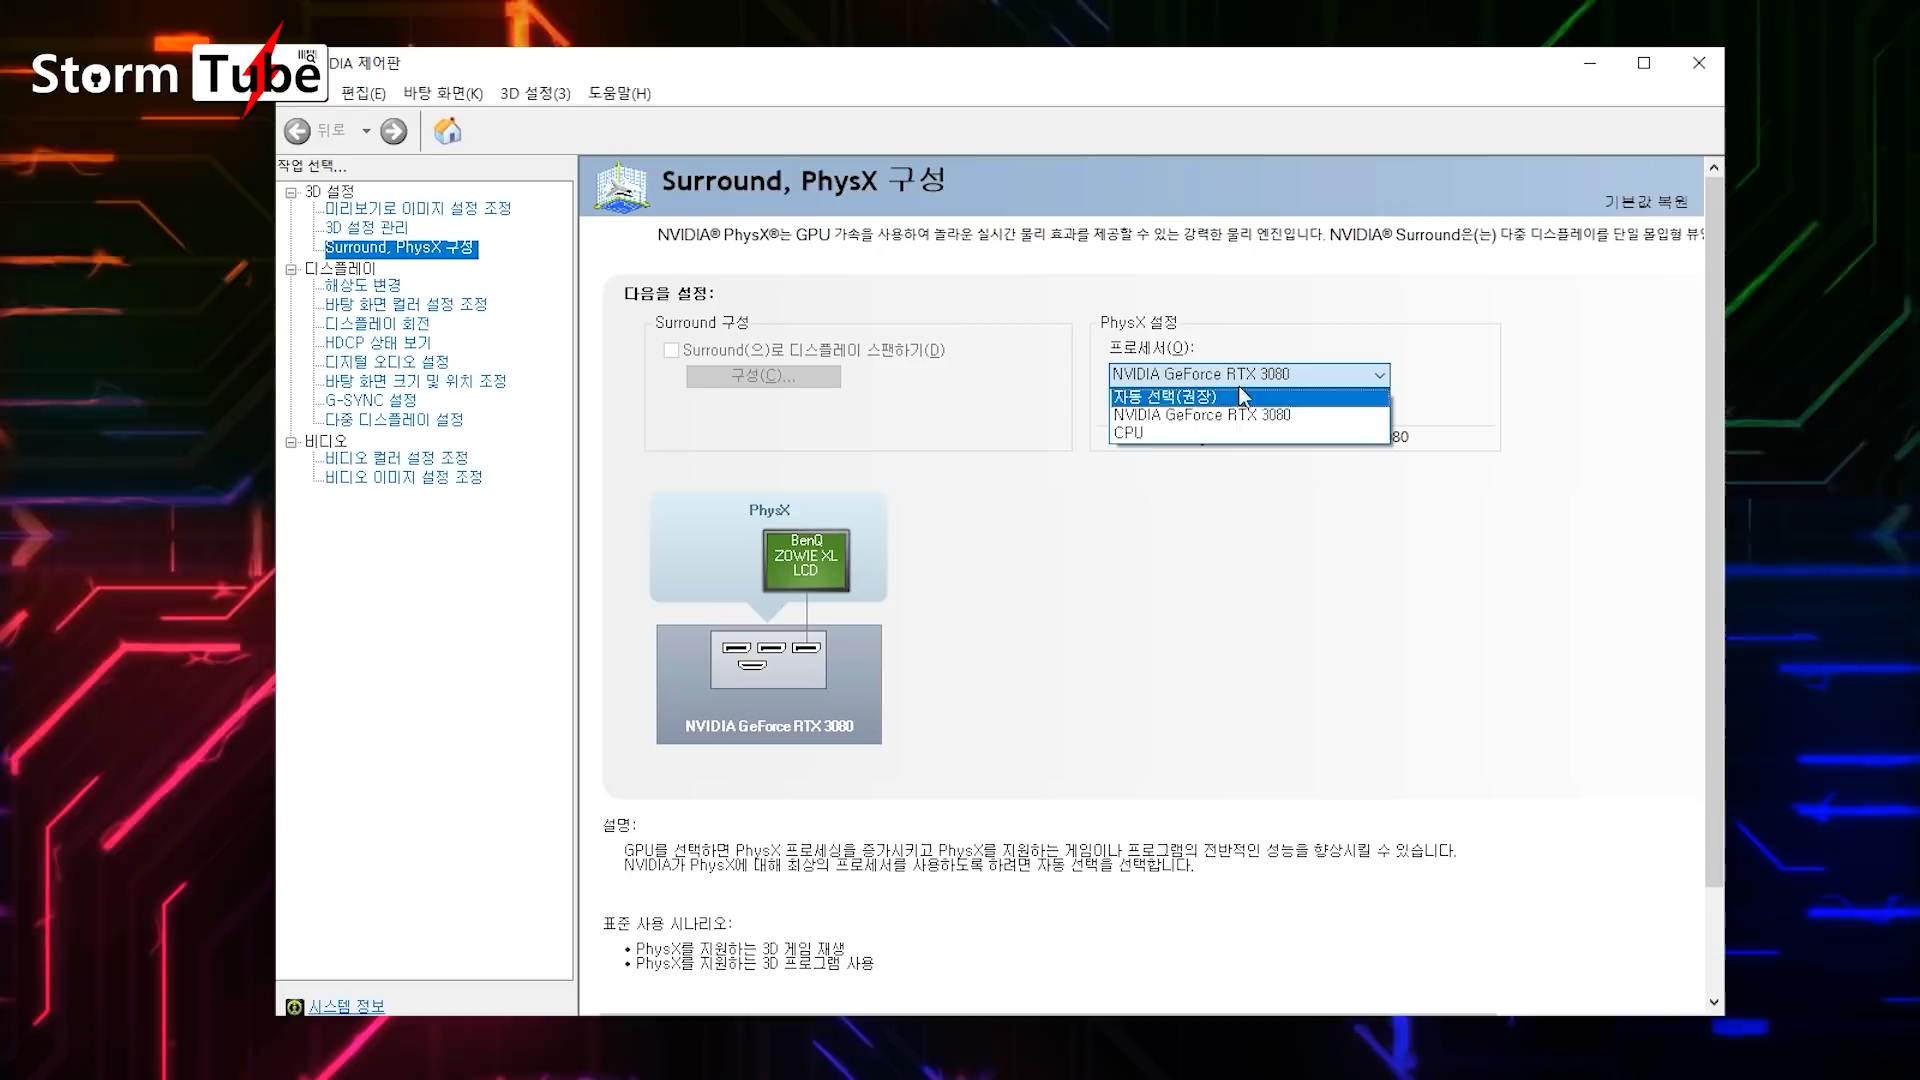 Storm Tube
DIA 제어판
편집(E) 바탕 화면(K) 3D 설정(3) 도움말(H)
뒤로
작업 선택...
3D 설정
미리보기로 이미지 설정 조정
3D 설정 관리
Surround, PhysX 구성
디스플레이
해상도 변경
바탕 화면 컬러 설정 조정
디스플레이 회전
HDCP 상태 보기
디지털 오디오 설정
바탕 화면 크기 및 위치 조정
G-SYNC 설정
다중 디스플레이 설정
비디오
비디오 컬러 설정 조정
비디오 이미지 설정 조정
시스템 정보
Surround, PhysX 구성
기본값 복원
NVIDIA® PhysX®는 GPU 가속을 사용하여 놀라운 실시간 물리 효과를 제공할 수 있는 강력한 물리 엔진입니다. NVIDIA® Surround은(는) 다중 디스플레이를 단일 몰입형
다음을 설정:
Surround 구성
Surround(으)로 디스플레이 스팬하기(D)
구성(C)...
PhysX 설정
프로세서(O):
NVIDIA GeForce RTX 3080
자동 선택(권장)
NVIDIA GeForce RTX 3080
CPU
80
PhysX
BenQ
ZOWIE XL
LCD
NVIDIA GeForce RTX 3080
설명:
GPU를 선택하면 PhysX 프로세싱을 증가시키고 PhysX를 지원하는 게임이나 프로그램의 전반적인 성능을 향상시킬 수 있습니다.
NVIDIA가 PhysX에 대해 최상의 프로세서를 사용하도록 하려면 자동 선택을 선택합니다.
표준 사용 시나리오:
• PhysX를 지원하는 3D 게임 재생
• PhysX를 지원하는 3D 프로그램 사용